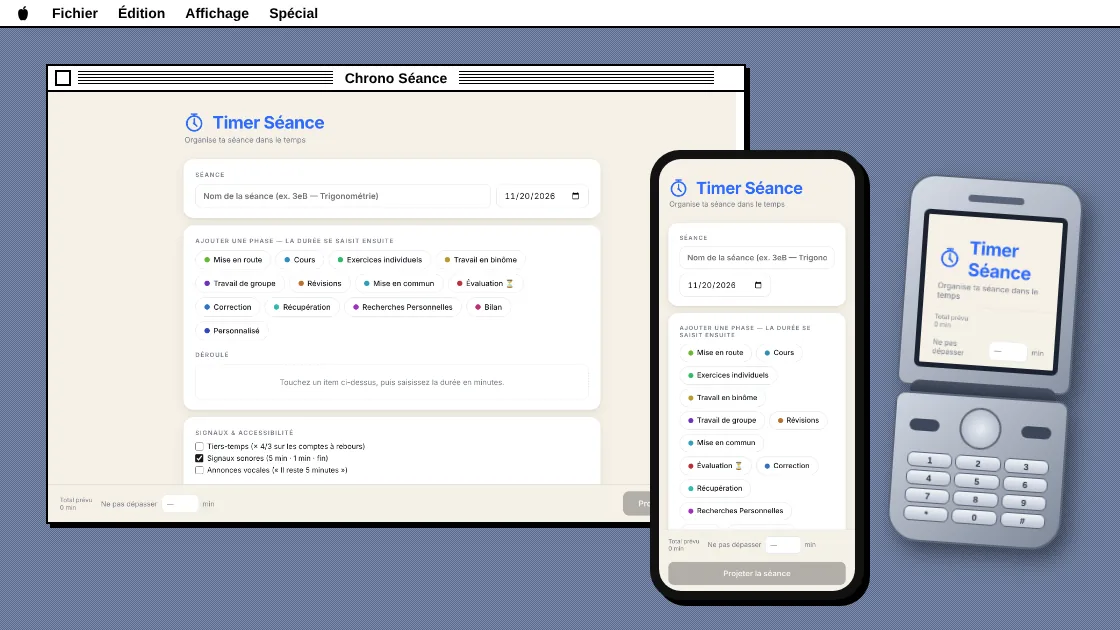 Fichier Édition Affichage Spécial
Chrono Séance
Timer Séance
Organise ta séance dans le temps
SÉANCE
Nom de la séance (ex. 3eB — Trigonométrie) 11/20/2026
AJOUTER UNE PHASE — LA DURÉE SE SAISIT ENSUITE
Mise en route Cours Exercices individuels Travail en binôme
Travail de groupe Révisions Mise en commun Évaluation ⏳
Correction Récupération Recherches Personnelles Bilan
Personnalisé
DÉROULÉ
Touchez un item ci-dessus, puis saisissez la durée en minutes.
SIGNAUX & ACCESSIBILITÉ
Tiers-temps (× 4/3 sur les comptes à rebours)
Signaux sonores (5 min · 1 min · fin)
Annonces vocales (« Il reste 5 minutes »)
Total prévu
0 min
Ne pas dépasser — min
Pro
Timer Séance
Organise ta séance dans le temps
SÉANCE
Nom de la séance (ex. 3eB — Trigono
11/20/2026
AJOUTER UNE PHASE — LA DURÉE SE
SAISIT ENSUITE
Mise en route Cours
Exercices individuels
Travail en binôme
Travail de groupe Révisions
Mise en commun
Évaluation ⏳ Correction
Récupération
Recherches Personnelles
Total prévu
0 min
Ne pas dépasser — min
Projeter la séance
Timer
Séance
Organise ta séance dans le
temps
Total prévu
0 min
Ne pas
dépasser — min
1 2 3
4 5 6
7 8 9
* 0 #